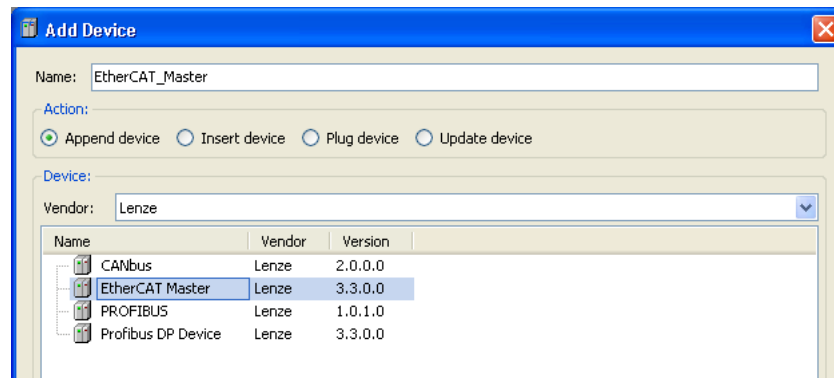 Add Device
Name: EtherCAT_Master
Action:
Append device Insert device Plug device Update device
Device:
Vendor: Lenze
Name Vendor Version
CANbus Lenze 2.0.0.0
EtherCAT Master Lenze 3.3.0.0
PROFIBUS Lenze 1.0.1.0
Profibus DP Device Lenze 3.3.0.0